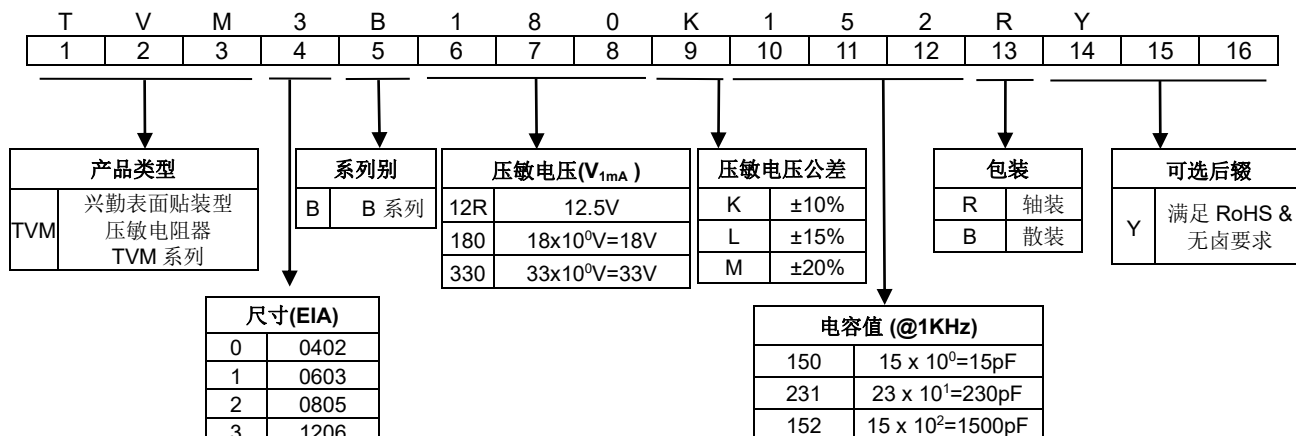 T V M 3 B 1 8 0 K 1 5 2 R Y
1 2 3 4 5 6 7 8 9 10 11 12 13 14 15 16
产品类型
TVM 兴勤表面贴装型
压敏电阻器
TVM 系列
系列别
B B 系列
压敏电压(V1mA )
12R 12.5V
180 18x10⁰V=18V
330 33x10⁰V=33V
压敏电压公差
K ±10%
L ±15%
M ±20%
包装
R 轴装
B 散装
可选后辍
Y 满足 RoHS &
无卤要求
尺寸(EIA)
0 0402
1 0603
2 0805
3 1206
电容值 (@1KHz)
150 15 x 10⁰=15pF
231 23 x 10¹=230pF
152 15 x 10²=1500pF